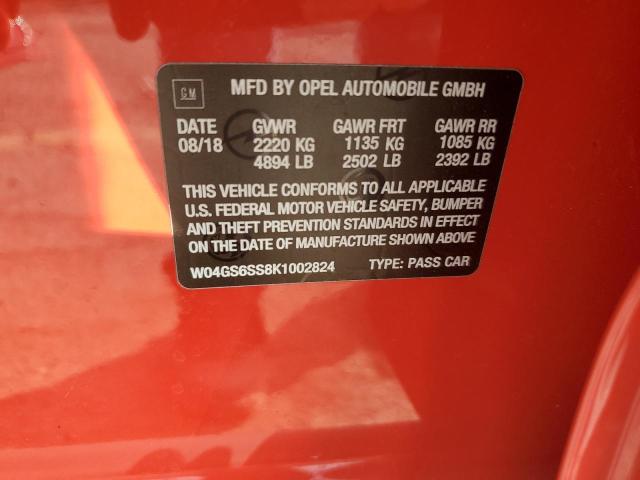 GM MFD BY OPEL AUTOMOBILE GMBH
DATE GVWR GAWR FRT GAWR RR
08/18 2220 KG 1135 KG 1085 KG
4894 LB 2502 LB 2392 LB
THIS VEHICLE CONFORMS TO ALL APPLICABLE
U.S. FEDERAL MOTOR VEHICLE SAFETY, BUMPER
AND THEFT PREVENTION STANDARDS IN EFFECT
ON THE DATE OF MANUFACTURE SHOWN ABOVE
W04GS6SS8K1002824 TYPE: PASS CAR